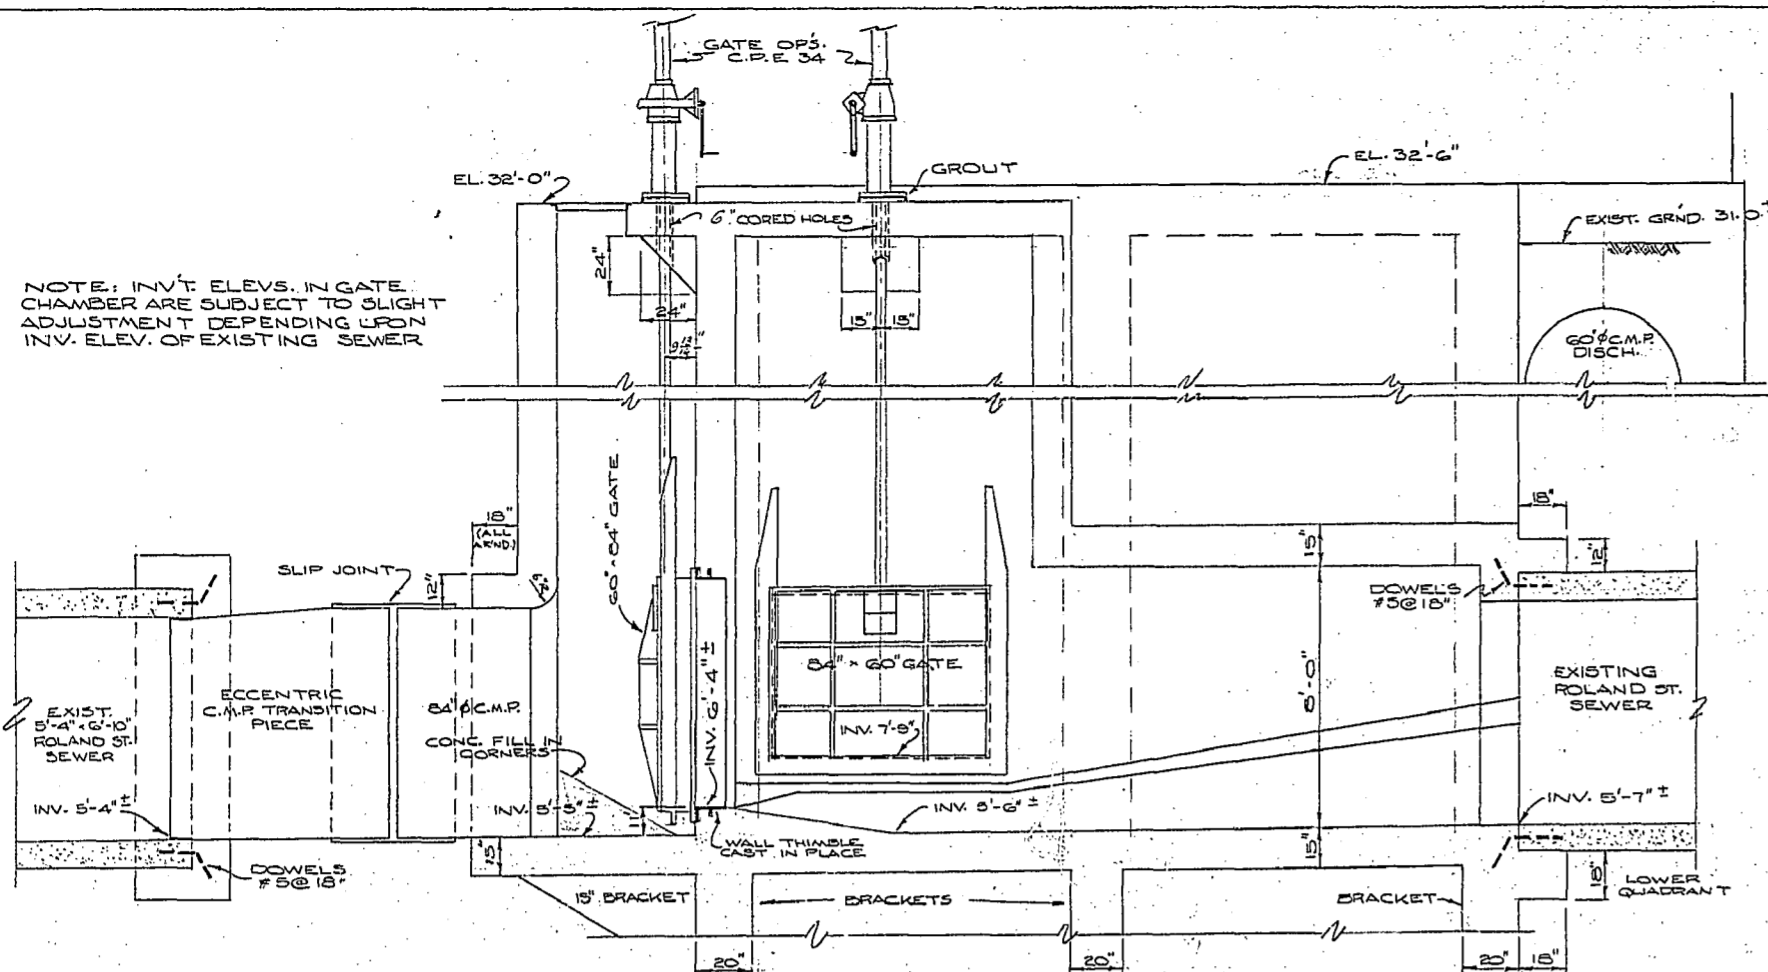 GATE OP'S.
C.P.E 34
EL. 32'-0"
GROUT
EL. 32'-6"
6" CORED HOLES
EXIST. GRND. 31.0±
24"
24"
15" 15"
NOTE: INV'T. ELEVS. IN GATE
CHAMBER ARE SUBJECT TO SLIGHT
ADJUSTMENT DEPENDING UPON
INV. ELEV. OF EXISTING SEWER
60"⌀ C.M.P.
DISCH.
60" x 84" GATE
18"
(ALL
AR'ND.)
18"
SLIP JOINT
12"
15"
12"
DOWELS
#5@18"
84" x 60" GATE
INV. 6'-4" ±
8'-0"
EXISTING
ROLAND ST.
SEWER
ECCENTRIC
C.M.P. TRANSITION
PIECE
84"⌀ C.M.P.
EXIST.
5'-4" x 6'-10"
ROLAND ST.
SEWER
CONC. FILL IN
CORNERS
INV. 7'-9"
INV. 5'-4" ±
INV. 5'-5" ±
11"
INV. 5'-6" ±
INV. 5'-7" ±
WALL THIMBLE
CAST IN PLACE
15"
15"
DOWELS
#5@18"
15" BRACKET
BRACKETS
BRACKET
18"
LOWER
QUADRANT
20"
20"
20"
18"